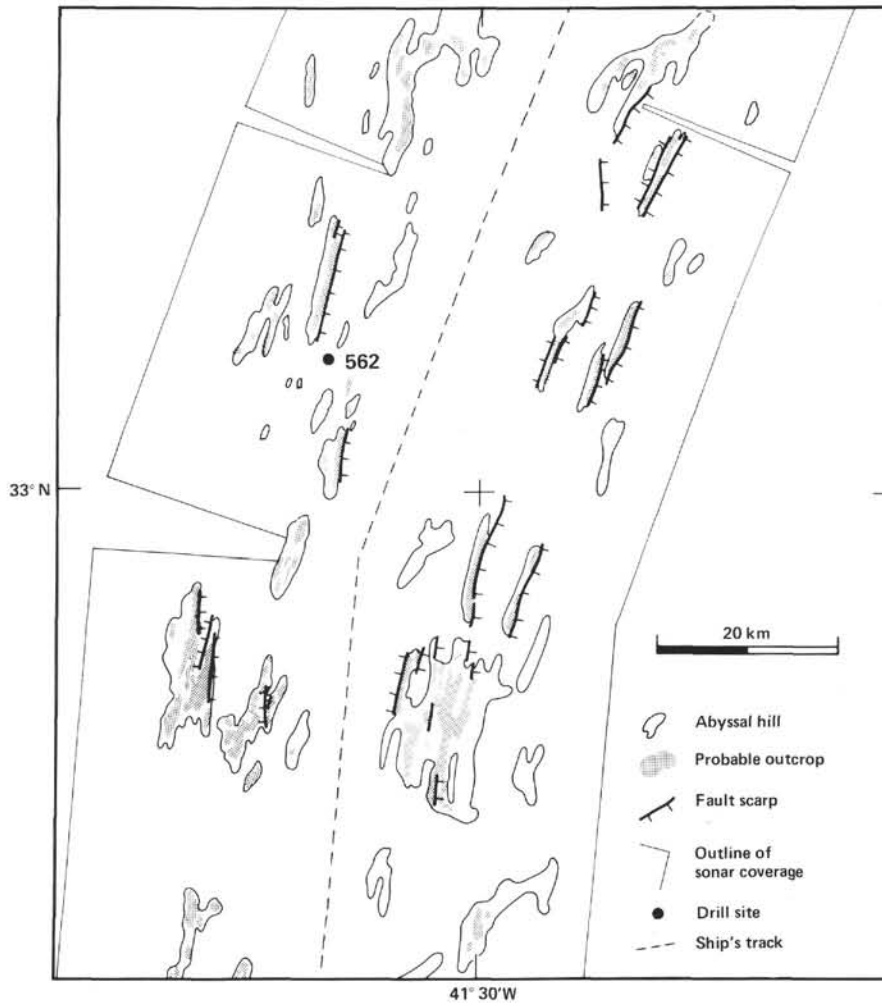 562
33° N
20 km
Abyssal hill
Probable outcrop
Fault scarp
Outline of
sonar coverage
Drill site
Ship's track
41° 30'W